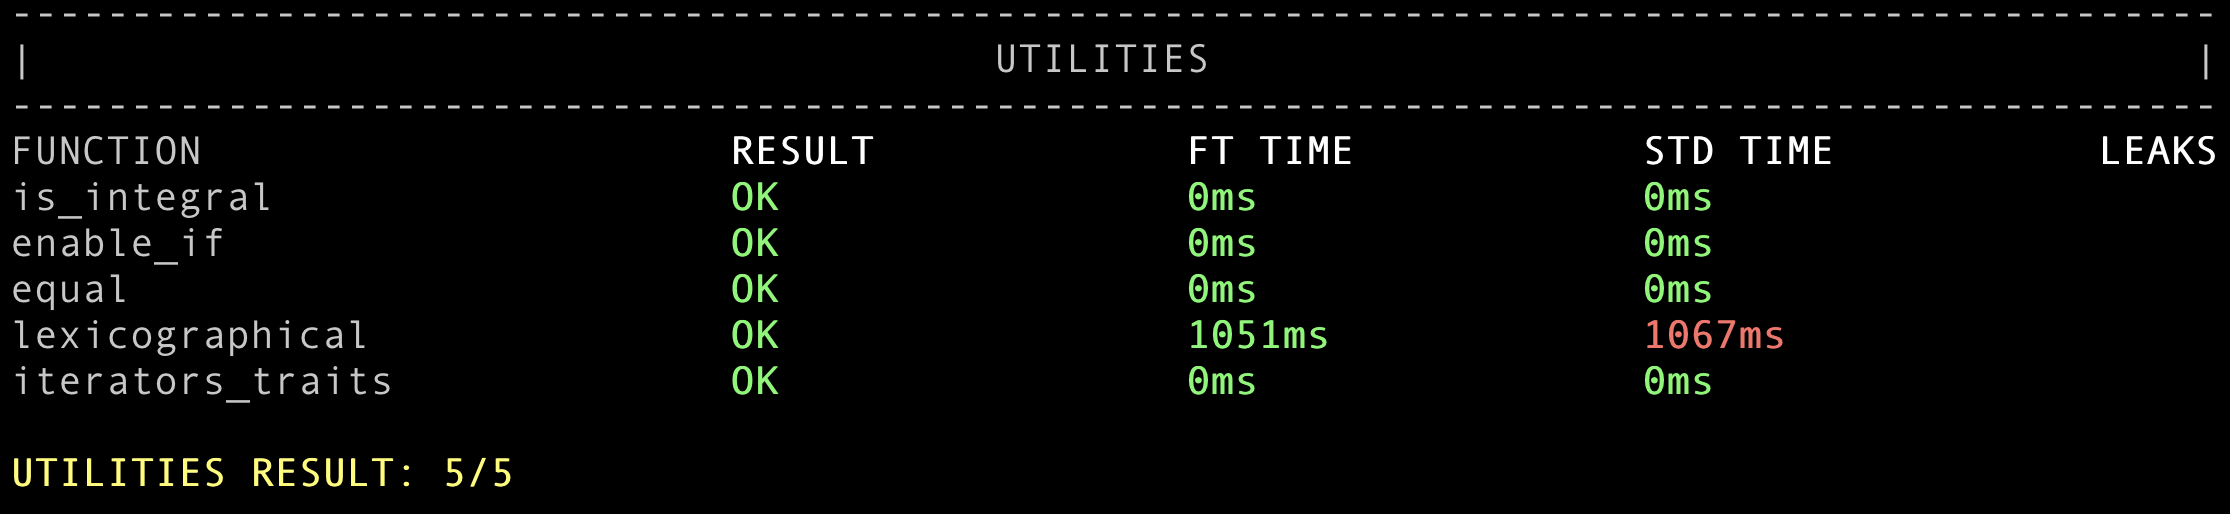 --------------------------------------------------------------------------------------------
| UTILITIES |
--------------------------------------------------------------------------------------------
FUNCTION RESULT FT TIME STD TIME LEAKS
is_integral OK 0ms 0ms
enable_if OK 0ms 0ms
equal OK 0ms 0ms
lexicographical OK 1051ms 1067ms
iterators_traits OK 0ms 0ms
UTILITIES RESULT: 5/5